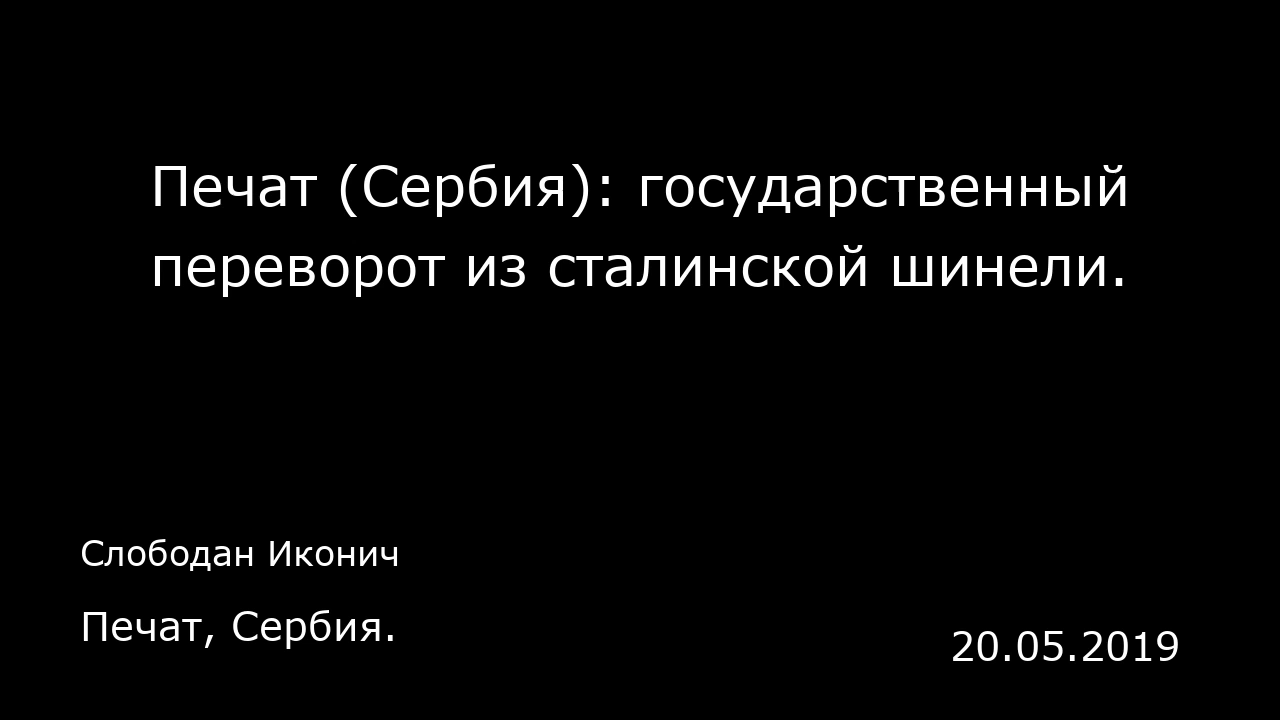 Печат (Сербия): государственный
переворот из сталинской шинели.
Слободан Иконич
Печат, Сербия.
20.05.2019